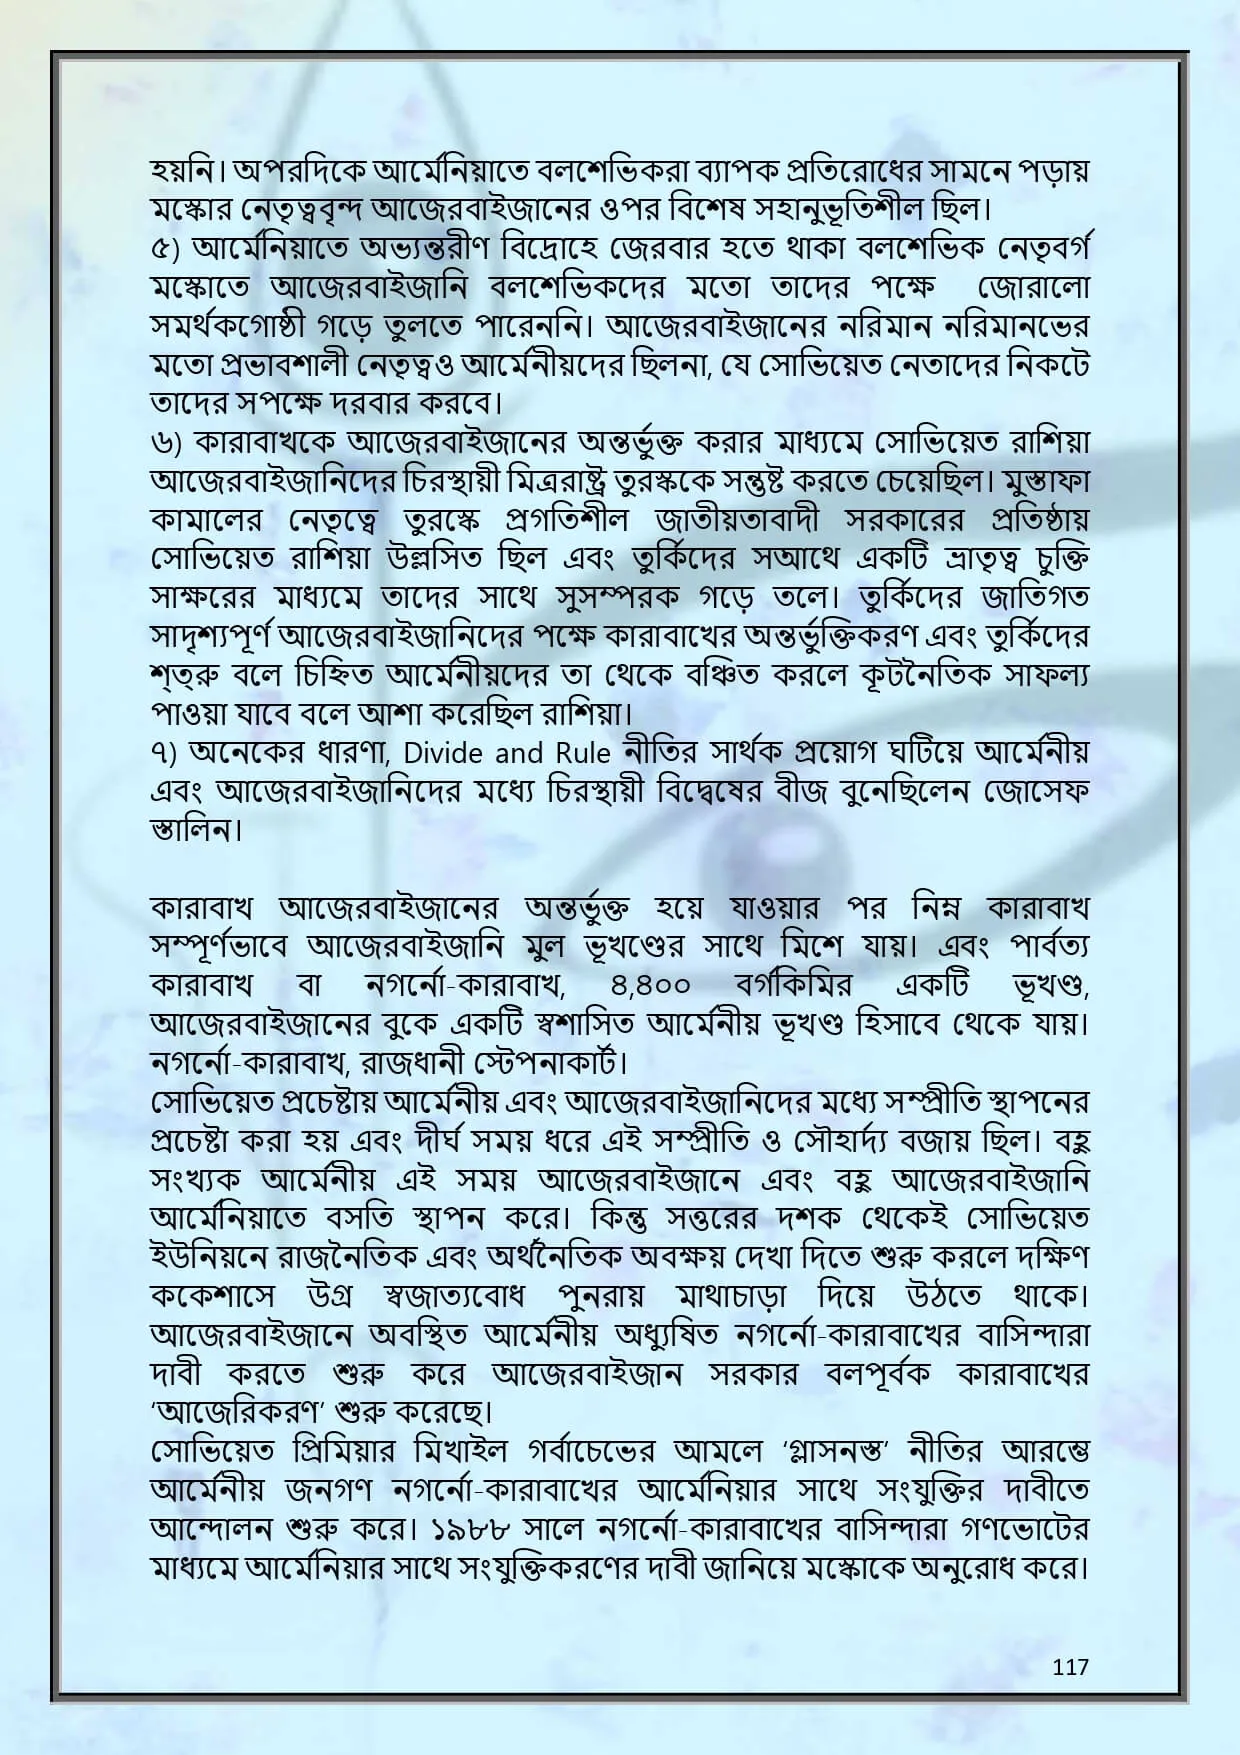 হয়নি। অপরদিকে আর্মেনিয়াতে বলশেভিকরা ব্যাপক প্রতিরোধের সামনে পড়ায়
মস্কোর নেতৃত্ববৃন্দ আজেরবাইজানের ওপর বিশেষ সহানুভূতিশীল ছিল।
৫) আর্মেনিয়াতে অভ্যন্তরীণ বিদ্রোহে জেরবার হতে থাকা বলশেভিক নেতৃবর্গ
মস্কোতে আজেরবাইজানি বলশেভিকদের মতো তাদের পক্ষে জোরালো
সমর্থকগোষ্ঠী গড়ে তুলতে পারেননি। আজেরবাইজানের নরিমান নরিমানভের
মতো প্রভাবশালী নেতৃত্বও আর্মেনীয়দের ছিলনা, যে সোভিয়েত নেতাদের নিকটে
তাদের সপক্ষে দরবার করবে।
৬) কারাবাখকে আজেরবাইজানের অন্তর্ভুক্ত করার মাধ্যমে সোভিয়েত রাশিয়া
আজেরবাইজানিদের চিরস্থায়ী মিত্ররাষ্ট্র তুরস্ককে সন্তুষ্ট করতে চেয়েছিল। মুস্তাফা
কামালের নেতৃত্বে তুরস্কে প্রগতিশীল জাতীয়তাবাদী সরকারের প্রতিষ্ঠায়
সোভিয়েত রাশিয়া উল্লসিত ছিল এবং তুর্কিদের সআথে একটি ভ্রাতৃত্ব চুক্তি
সাক্ষরের মাধ্যমে তাদের সাথে সুসম্পরক গড়ে তলে। তুর্কিদের জাতিগত
সাদৃশ্যপূর্ণ আজেরবাইজানিদের পক্ষে কারাবাখের অন্তর্ভুক্তিকরণ এবং তুর্কিদের
শ্ত্রু বলে চিহ্নিত আর্মেনীয়দের তা থেকে বঞ্চিত করলে কূটনৈতিক সাফল্য
পাওয়া যাবে বলে আশা করেছিল রাশিয়া।
৭) অনেকের ধারণা, Divide and Rule নীতির সার্থক প্রয়োগ ঘটিয়ে আর্মেনীয়
এবং আজেরবাইজানিদের মধ্যে চিরস্থায়ী বিদ্বেষের বীজ বুনেছিলেন জোসেফ
স্তালিন।
কারাবাখ আজেরবাইজানের অন্তর্ভুক্ত হয়ে যাওয়ার পর নিম্ন কারাবাখ
সম্পূর্ণভাবে আজেরবাইজানি মুল ভূখণ্ডের সাথে মিশে যায়। এবং পার্বত্য
কারাবাখ বা নগর্নো-কারাবাখ, ৪,৪০০ বর্গকিমির একটি ভূখণ্ড,
আজেরবাইজানের বুকে একটি স্বশাসিত আর্মেনীয় ভূখণ্ড হিসাবে থেকে যায়।
নগর্নো-কারাবাখ, রাজধানী স্টেপনাকার্ট।
সোভিয়েত প্রচেষ্টায় আর্মেনীয় এবং আজেরবাইজানিদের মধ্যে সম্প্রীতি স্থাপনের
প্রচেষ্টা করা হয় এবং দীর্ঘ সময় ধরে এই সম্প্রীতি ও সৌহার্দ্য বজায় ছিল। বহু
সংখ্যক আর্মেনীয় এই সময় আজেরবাইজানে এবং বহু আজেরবাইজানি
আর্মেনিয়াতে বসতি স্থাপন করে। কিন্তু সত্তরের দশক থেকেই সোভিয়েত
ইউনিয়নে রাজনৈতিক এবং অর্থনৈতিক অবক্ষয় দেখা দিতে শুরু করলে দক্ষিণ
ককেশাসে উগ্র স্বজাত্যবোধ পুনরায় মাথাচাড়া দিয়ে উঠতে থাকে।
আজেরবাইজানে অবস্থিত আর্মেনীয় অধ্যুষিত নগর্নো-কারাবাখের বাসিন্দারা
দাবী করতে শুরু করে আজেরবাইজান সরকার বলপূর্বক কারাবাখের
‘আজেরিকরণ’ শুরু করেছে।
সোভিয়েত প্রিমিয়ার মিখাইল গর্বাচেভের আমলে ‘গ্লাসনস্ত’ নীতির আরম্ভে
আর্মেনীয় জনগণ নগর্নো-কারাবাখের আর্মেনিয়ার সাথে সংযুক্তির দাবীতে
আন্দোলন শুরু করে। ১৯৮৮ সালে নগর্নো-কারাবাখের বাসিন্দারা গণভোটের
মাধ্যমে আর্মেনিয়ার সাথে সংযুক্তিকরণের দাবী জানিয়ে মস্কোকে অনুরোধ করে।
117